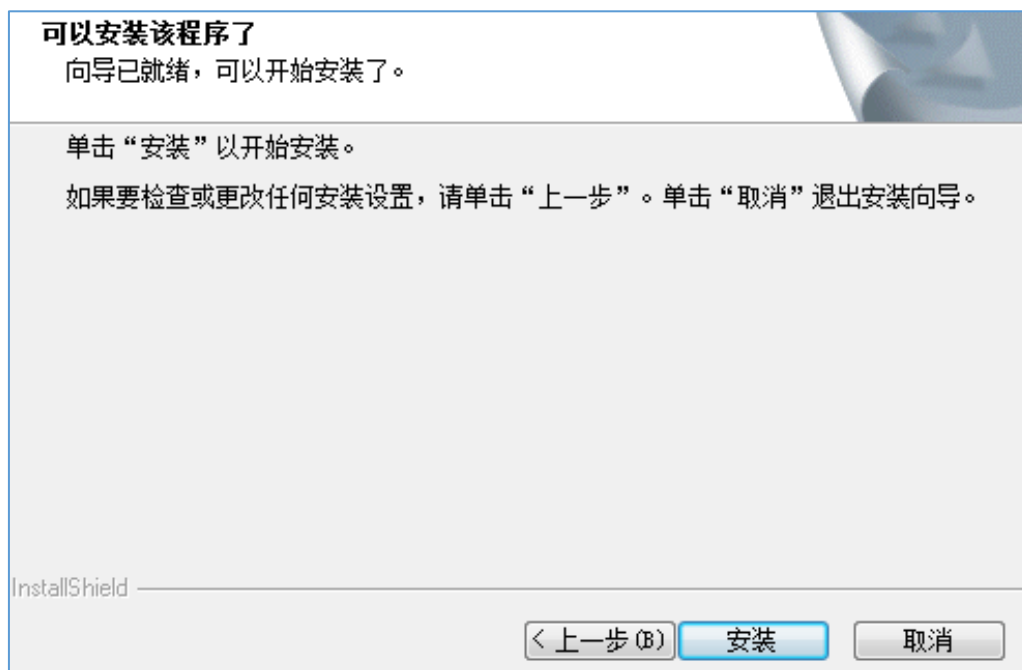 可以安装该程序了
向导已就绪，可以开始安装了。
单击“安装”以开始安装。
如果要检查或更改任何安装设置，请单击“上一步”。单击“取消”退出安装向导。
InstallShield
< 上一步(B)
安装
取消